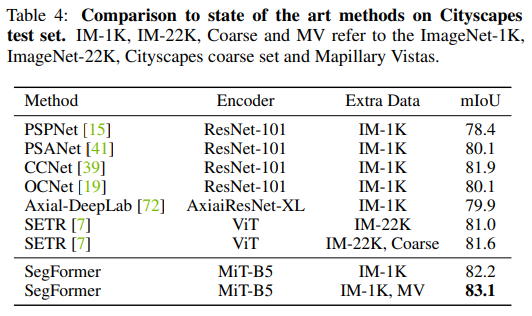 Table 4: Comparison to state of the art methods on Cityscapes
test set. IM-1K, IM-22K, Coarse and MV refer to the ImageNet-1K,
ImageNet-22K, Cityscapes coarse set and Mapillary Vistas.
Method Encoder Extra Data mIoU
PSPNet [15] ResNet-101 IM-1K 78.4
PSANet [41] ResNet-101 IM-1K 80.1
CCNet [39] ResNet-101 IM-1K 81.9
OCNet [19] ResNet-101 IM-1K 80.1
Axial-DeepLab [72] AxiaiResNet-XL IM-1K 79.9
SETR [7] ViT IM-22K 81.0
SETR [7] ViT IM-22K, Coarse 81.6
SegFormer MiT-B5 IM-1K 82.2
SegFormer MiT-B5 IM-1K, MV 83.1